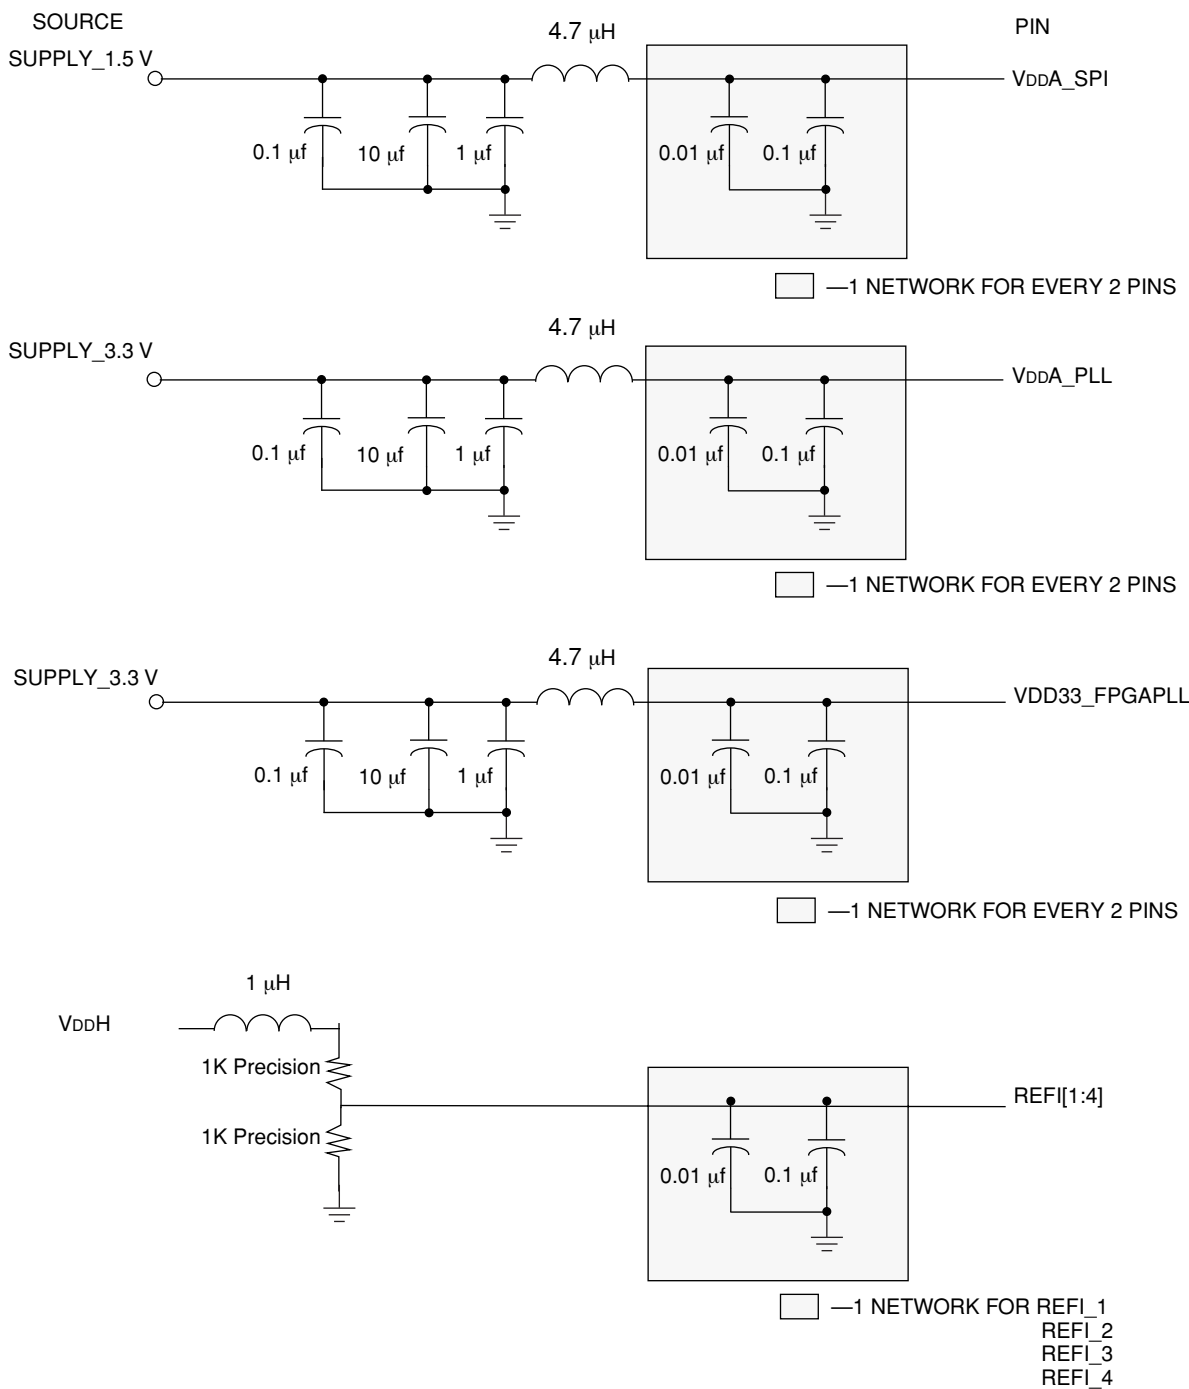 SOURCE
PIN
SUPPLY_1.5 V
4.7 μH
VDDA_SPI
0.1 μf
10 μf
1 μf
0.01 μf
0.1 μf
—1 NETWORK FOR EVERY 2 PINS
SUPPLY_3.3 V
4.7 μH
VDDA_PLL
0.1 μf
10 μf
1 μf
0.01 μf
0.1 μf
—1 NETWORK FOR EVERY 2 PINS
SUPPLY_3.3 V
4.7 μH
VDD33_FPGAPLL
0.1 μf
10 μf
1 μf
0.01 μf
0.1 μf
—1 NETWORK FOR EVERY 2 PINS
1 μH
VDDH
1K Precision
REFI[1:4]
1K Precision
0.01 μf
0.1 μf
—1 NETWORK FOR REFI_1
REFI_2
REFI_3
REFI_4